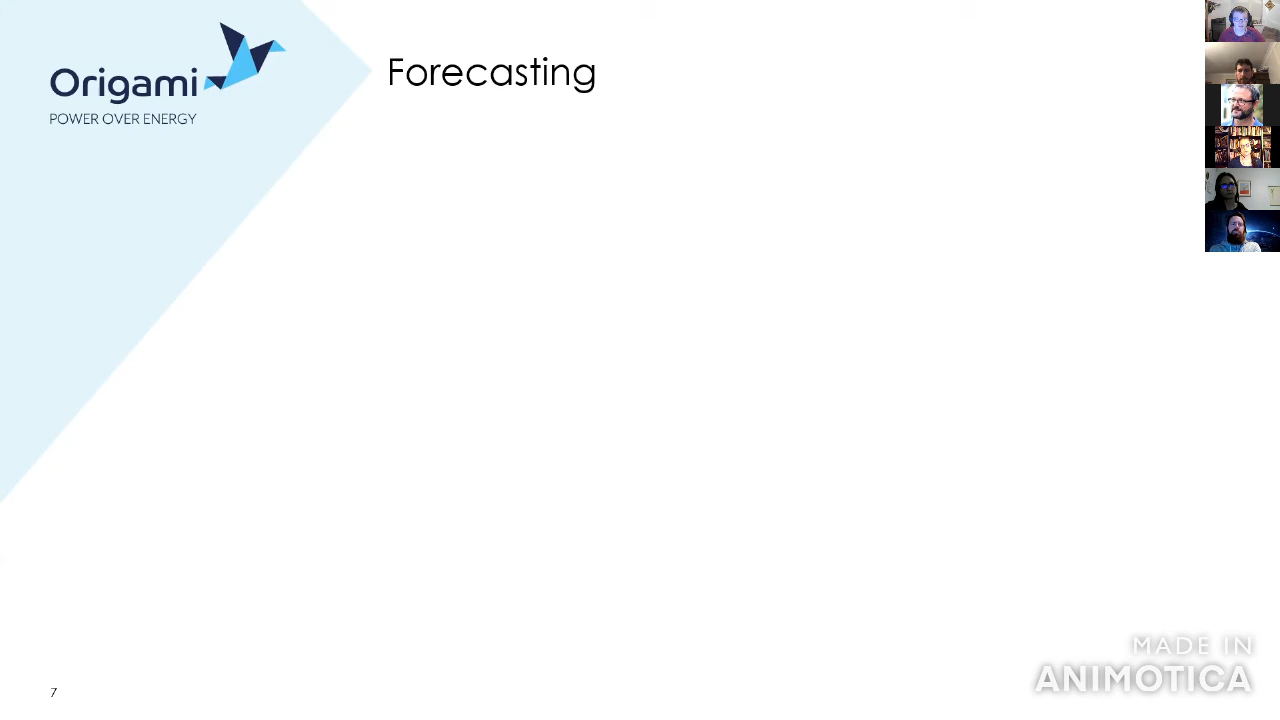 Forecasting
Origami
POWER OVER ENERGY
MADE IN
ANIMOTICA
7